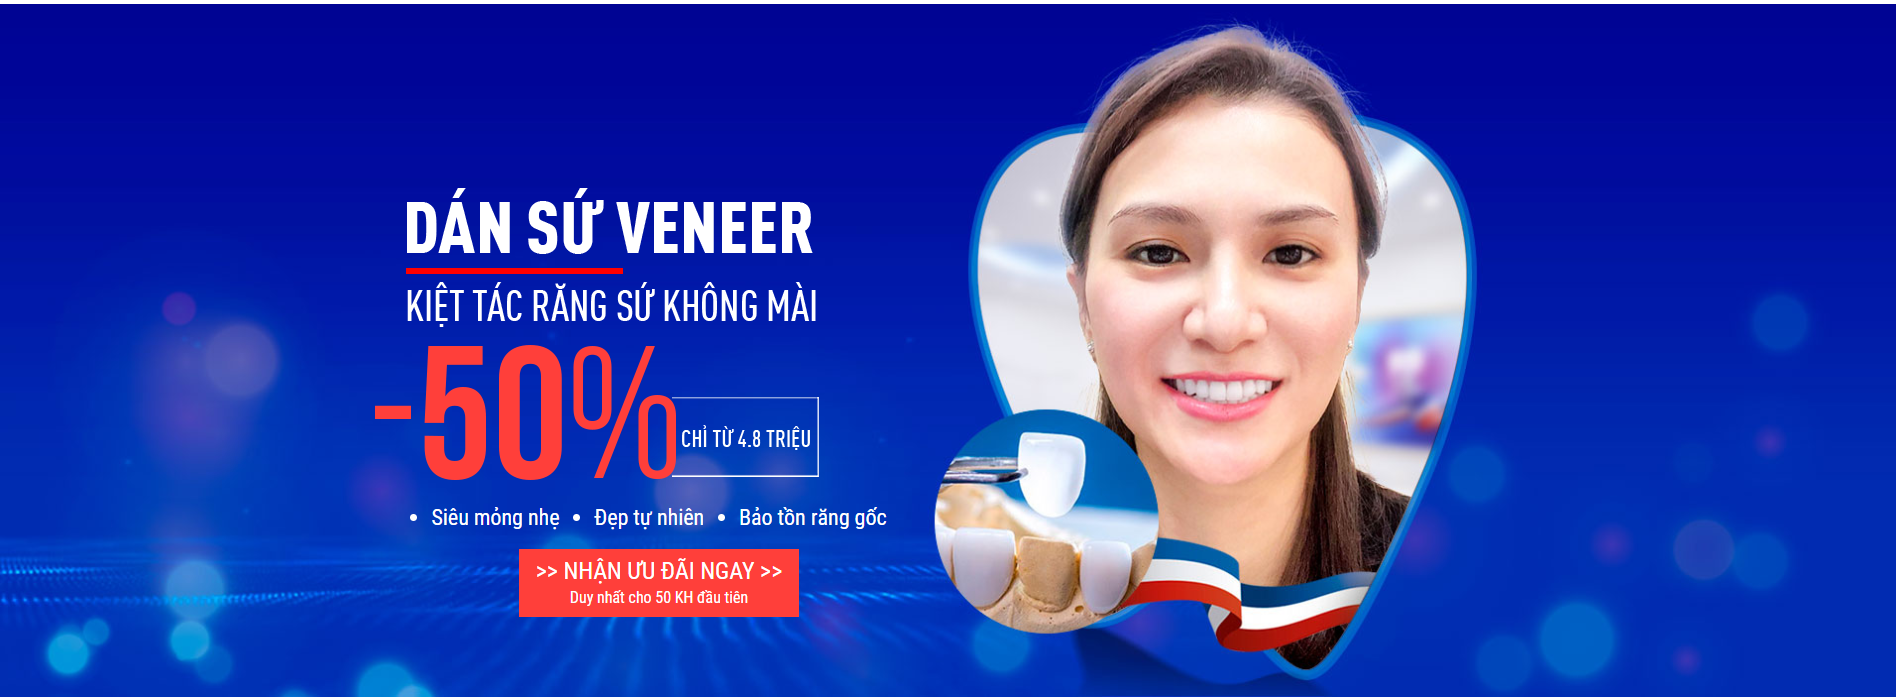 DÁN SỨ VENEER
KIỆT TÁC RĂNG SỨ KHÔNG MÀI
-50%
CHỈ TỪ 4.8 TRIỆU
• Siêu mỏng nhẹ • Đẹp tự nhiên • Bảo tồn răng gốc
>> NHẬN ƯU ĐÃI NGAY >>
Duy nhất cho 50 KH đầu tiên